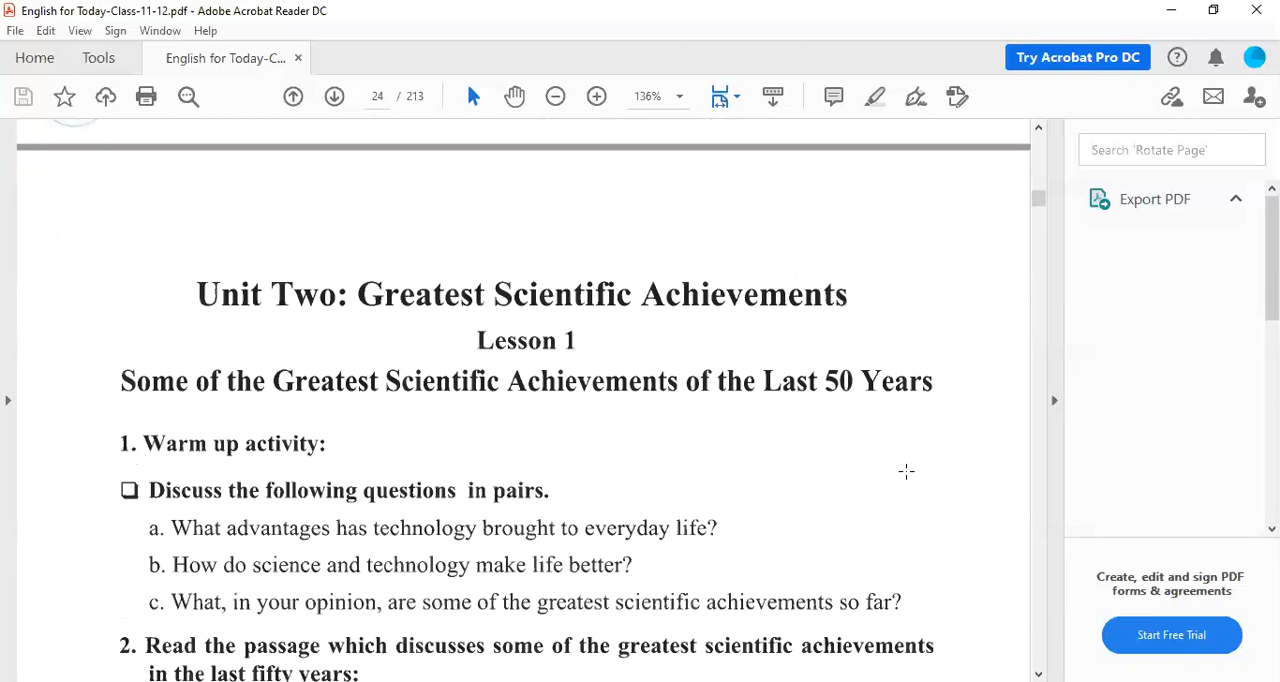 English for Today-Class-11-12.pdf - Adobe Acrobat Reader DC
File Edit View Sign Window Help
Home Tools English for Today-C... × Try Acrobat Pro DC
24 / 213 136%
Search 'Rotate Page'
Export PDF
Unit Two: Greatest Scientific Achievements
Lesson 1
Some of the Greatest Scientific Achievements of the Last 50 Years
1. Warm up activity:
❑ Discuss the following questions in pairs.
a. What advantages has technology brought to everyday life?
b. How do science and technology make life better?
c. What, in your opinion, are some of the greatest scientific achievements so far?
2. Read the passage which discusses some of the greatest scientific achievements
in the last fifty years:
Create, edit and sign PDF
forms & agreements
Start Free Trial